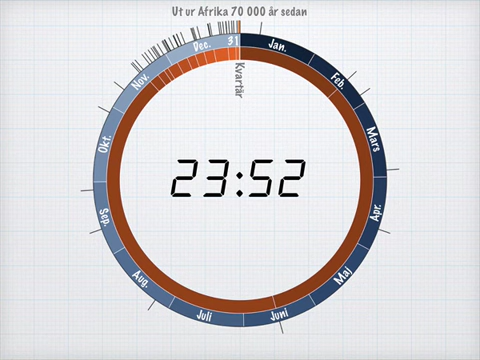 Ut ur Afrika 70 000 år sedan
Dec.
31
Jan.
Nov.
Feb.
Kvartär
Okt.
Mars
23:52
Sep.
Apr.
Aug.
Maj
Juli
Juni